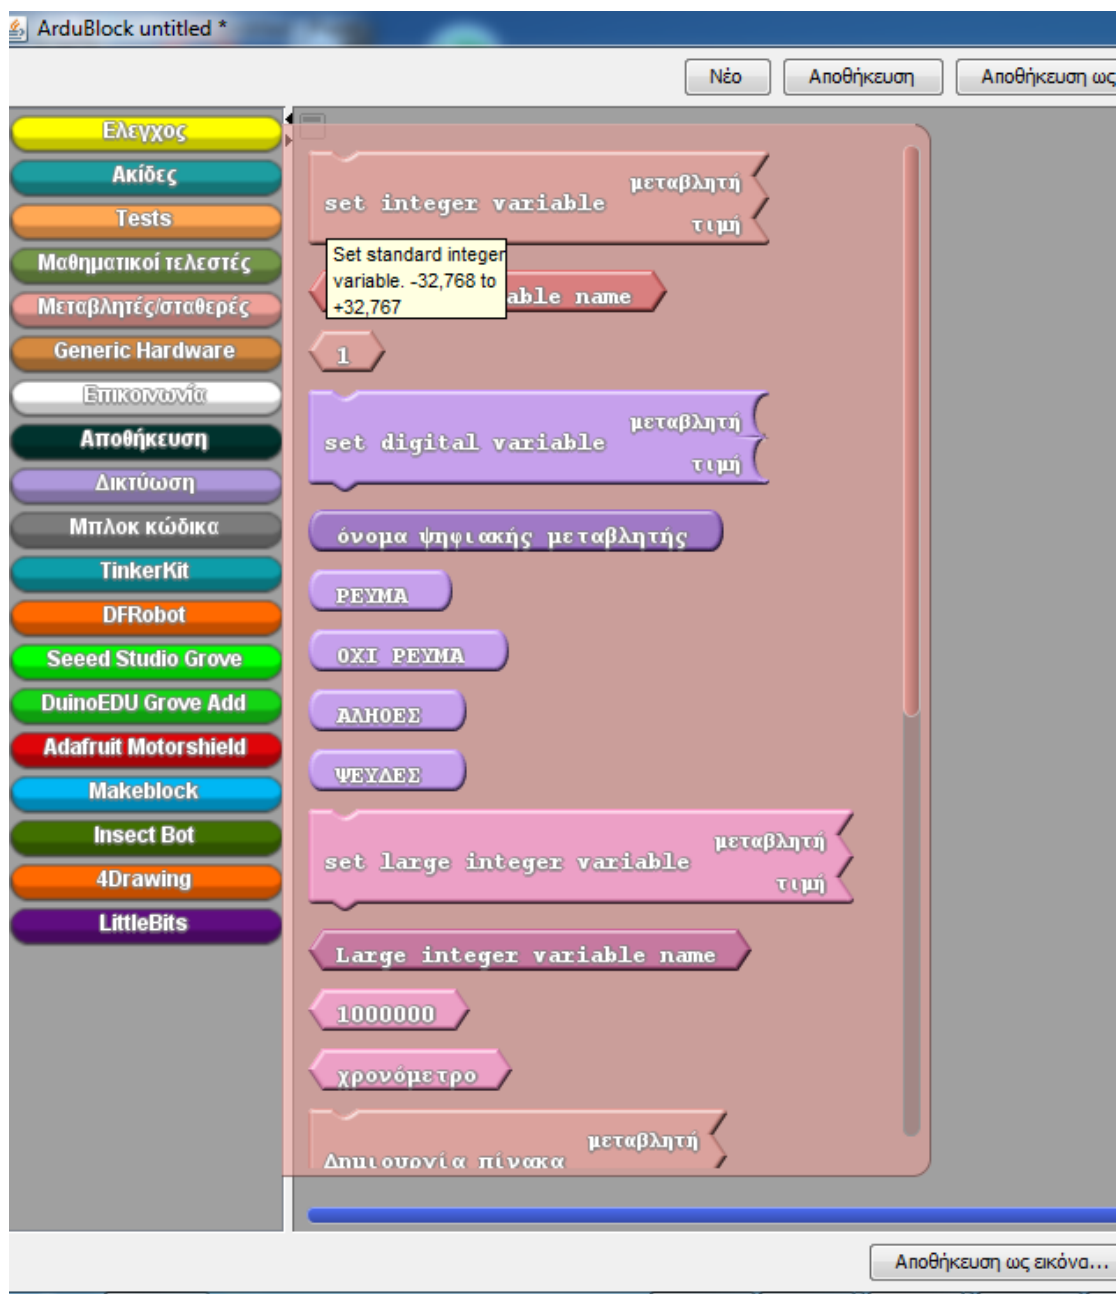 ArduBlock untitled *
Νέο
Αποθήκευση
Αποθήκευση ως
Ελεγχος
Ακίδες
Tests
Μαθηματικοί τελεστές
Μεταβλητές/σταθερές
Generic Hardware
Επικοινωνία
Αποθήκευση
Δικτύωση
Μπλοκ κώδικα
TinkerKit
DFRobot
Seeed Studio Grove
DuinoEDU Grove Add
Adafruit Motorshield
Makeblock
Insect Bot
4Drawing
LittleBits
set integer variable
μεταβλητή
τιμή
Set standard integer
variable. -32,768 to
+32,767
able name
1
set digital variable
μεταβλητή
τιμή
όνομα ψηφιακής μεταβλητής
ΡΕΥΜΑ
ΟΧΙ ΡΕΥΜΑ
ΑΛΗΘΕΣ
ΨΕΥΔΕΣ
set large integer variable
μεταβλητή
τιμή
Large integer variable name
1000000
χρονόμετρο
μεταβλητή
Δημιουργία πίνακα
Αποθήκευση ως εικόνα...